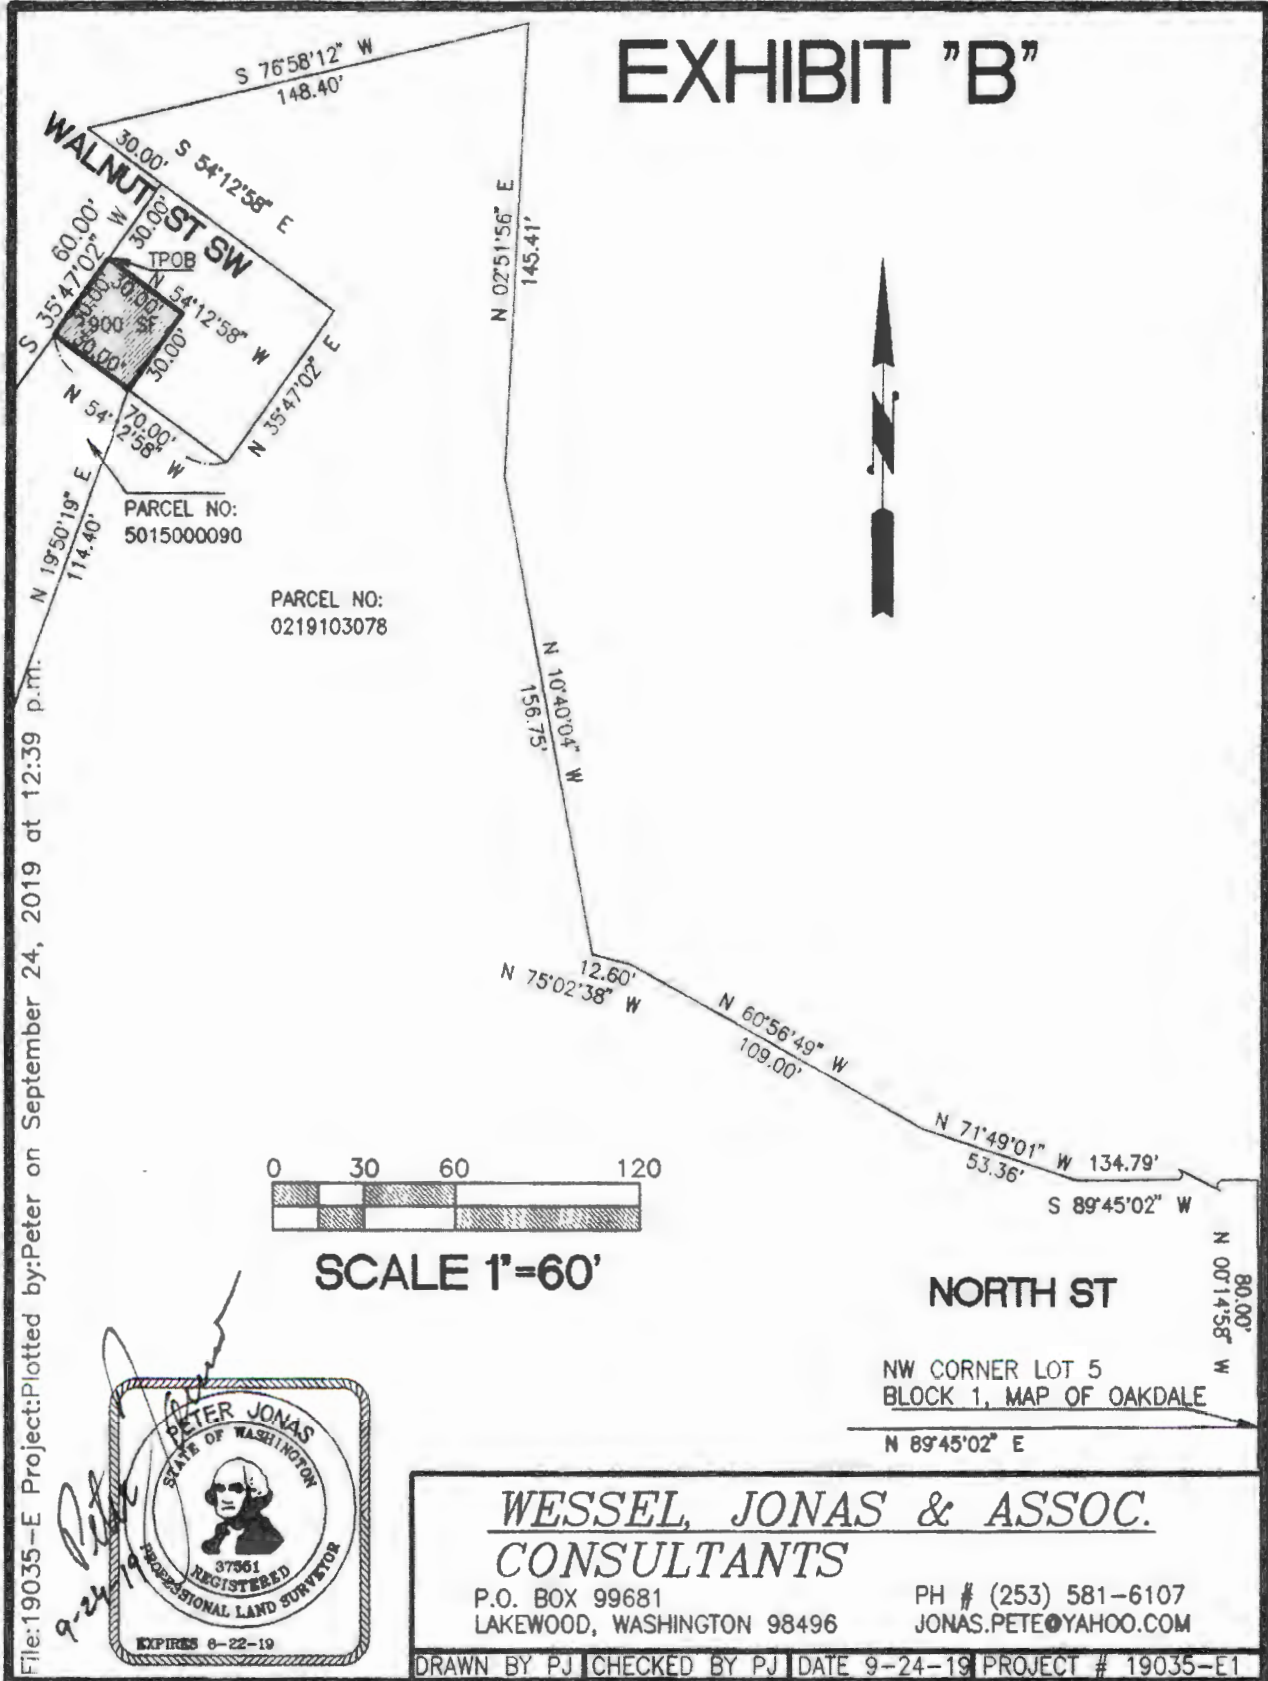 EXHIBIT "B"
S 76°58'12" W
148.40'
WALNUT ST SW
30.00'
S 54°12'58" E
60.00'
S 35°47'02" W
30.00'
TPOB
N 54°12'58" W
30.00'
30.00'
900 SF
30.00'
30.00'
N 35°47'02" E
70.00'
N 54°12'58" W
N 02°51'56" E
145.41'
N 19°50'19" E
114.40'
PARCEL NO:
5015000090
PARCEL NO:
0219103078
N 10°40'04" W
156.75'
12.60'
N 75°02'38" W
N 60°56'49" W
109.00'
N 71°49'01" W
53.36'
134.79'
S 89°45'02" W
N 00°14'58" W
80.00'
0 30 60 120
SCALE 1"=60'
NORTH ST
NW CORNER LOT 5
BLOCK 1, MAP OF OAKDALE
N 89°45'02" E
File:19035-E Project:Plotted by:Peter on September 24, 2019 at 12:39 p.m.
9-24-19
PETER JONAS
STATE OF WASHINGTON
37551
REGISTERED
PROFESSIONAL LAND SURVEYOR
EXPIRES 6-22-19
WESSEL, JONAS & ASSOC.
CONSULTANTS
P.O. BOX 99681
LAKEWOOD, WASHINGTON 98496
PH # (253) 581-6107
JONAS.PETE@YAHOO.COM
DRAWN BY PJ CHECKED BY PJ DATE 9-24-19 PROJECT # 19035-E1